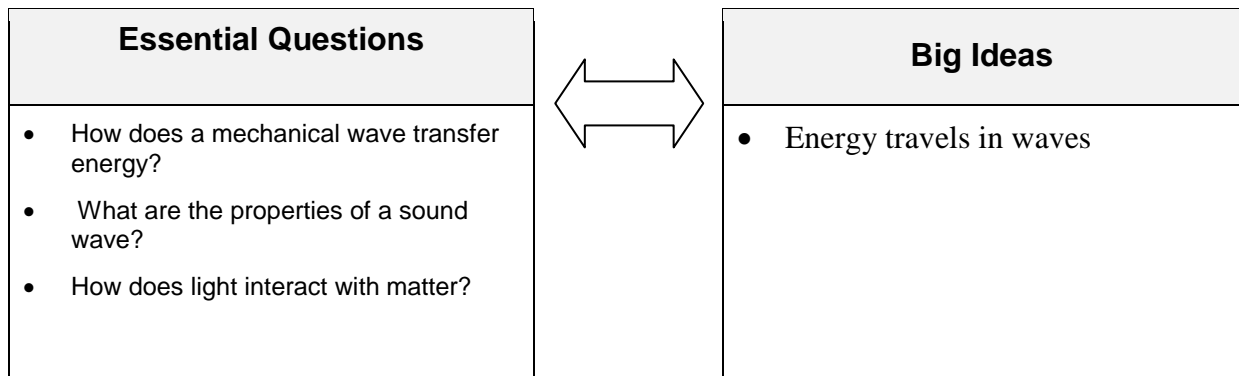 Essential Questions
• How does a mechanical wave transfer
energy?
• What are the properties of a sound
wave?
• How does light interact with matter?
Big Ideas
• Energy travels in waves